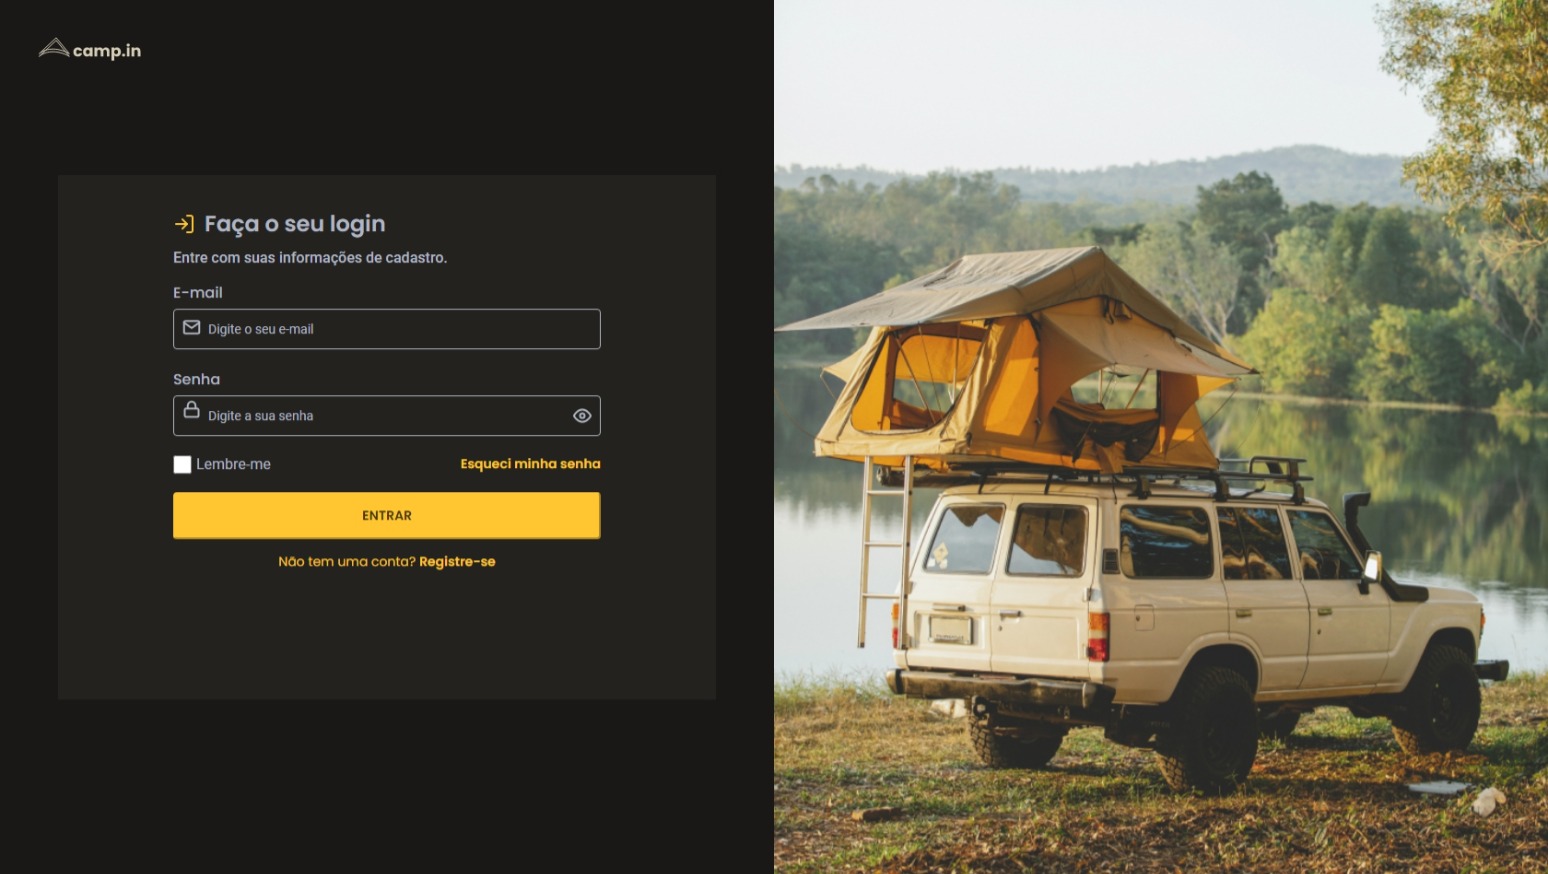 camp.in
Faça o seu login
Entre com suas informações de cadastro.
E-mail
Digite o seu e-mail
Senha
Digite a sua senha
Lembre-me Esqueci minha senha
ENTRAR
Não tem uma conta? Registre-se